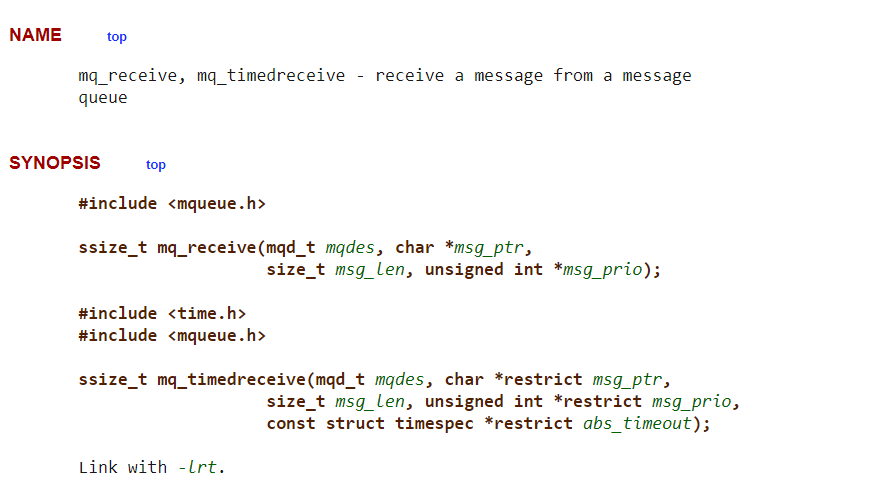 NAME top
mq_receive, mq_timedreceive - receive a message from a message
queue
SYNOPSIS top
#include <mqueue.h>
ssize_t mq_receive(mqd_t mqdes, char *msg_ptr,
size_t msg_len, unsigned int *msg_prio);
#include <time.h>
#include <mqueue.h>
ssize_t mq_timedreceive(mqd_t mqdes, char *restrict msg_ptr,
size_t msg_len, unsigned int *restrict msg_prio,
const struct timespec *restrict abs_timeout);
Link with -lrt.